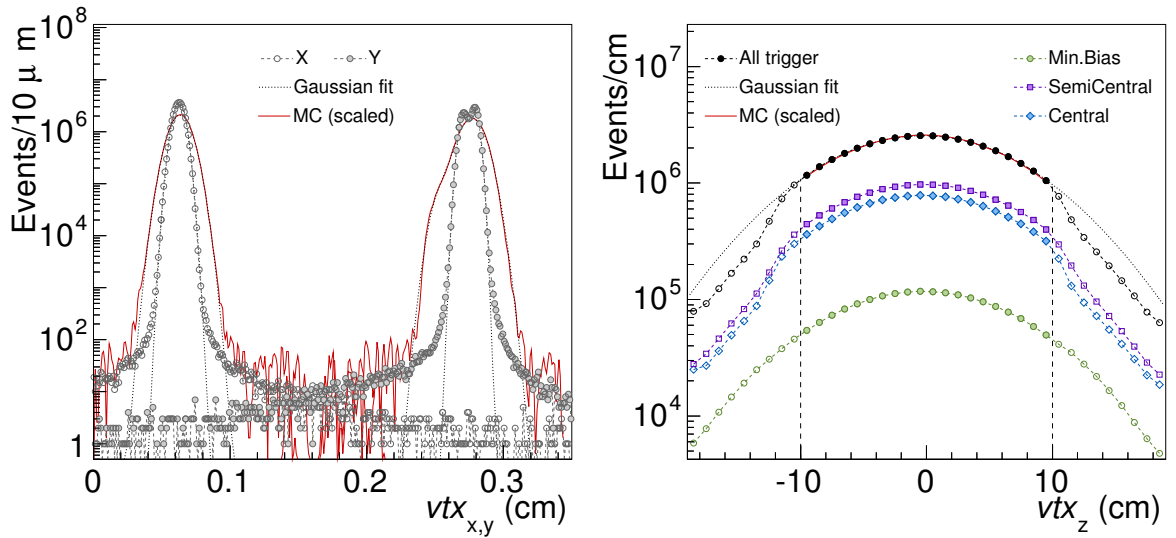 Events/10 μ m
10^8
10^6
10^4
10^2
1
X Y
Gaussian fit
MC (scaled)
0 0.1 0.2 0.3
vtx_{x,y} (cm)
Events/cm
10^7
10^6
10^5
10^4
All trigger Min.Bias
Gaussian fit SemiCentral
MC (scaled) Central
-10 0 10
vtx_z (cm)